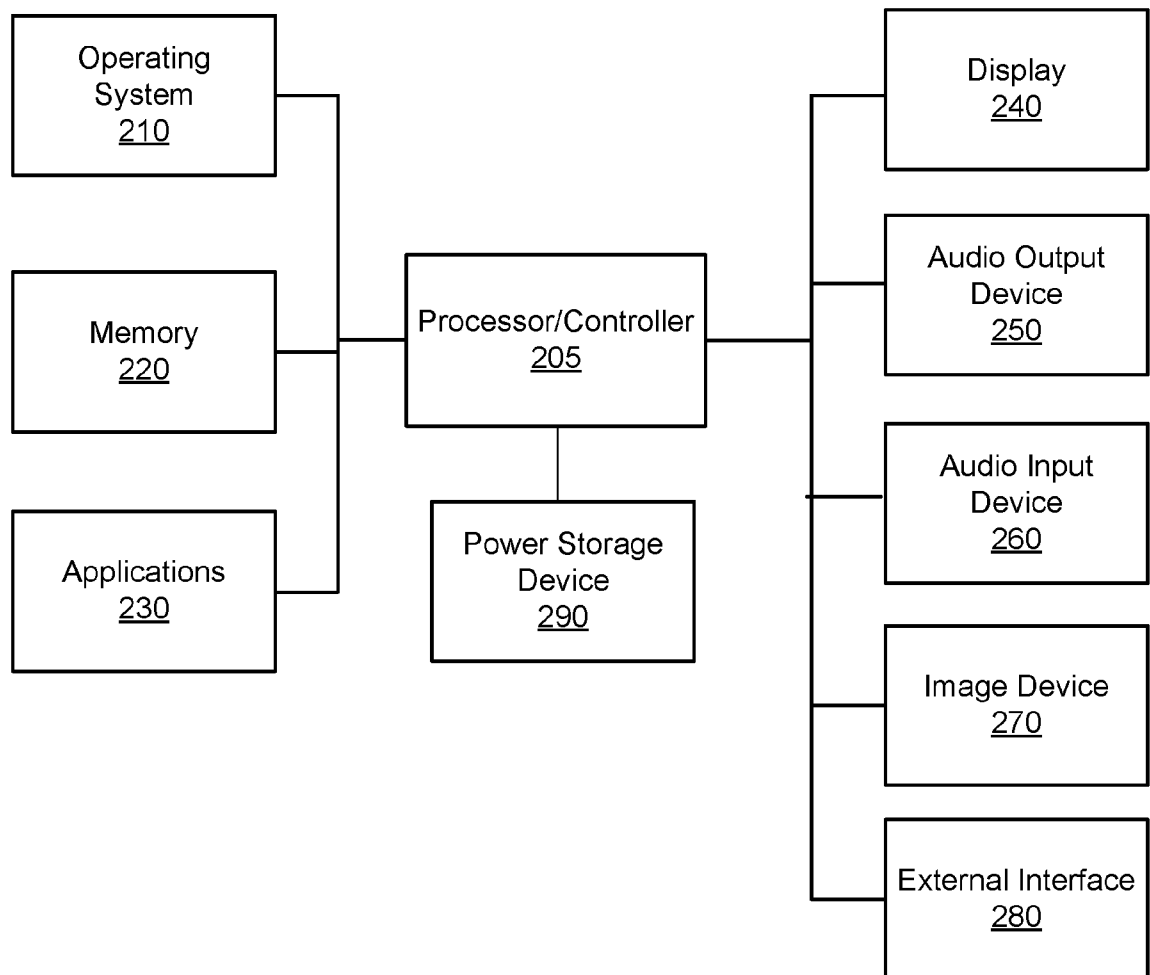 Operating
System
210
Memory
220
Applications
230
Processor/Controller
205
Power Storage
Device
290
Display
240
Audio Output
Device
250
Audio Input
Device
260
Image Device
270
External Interface
280